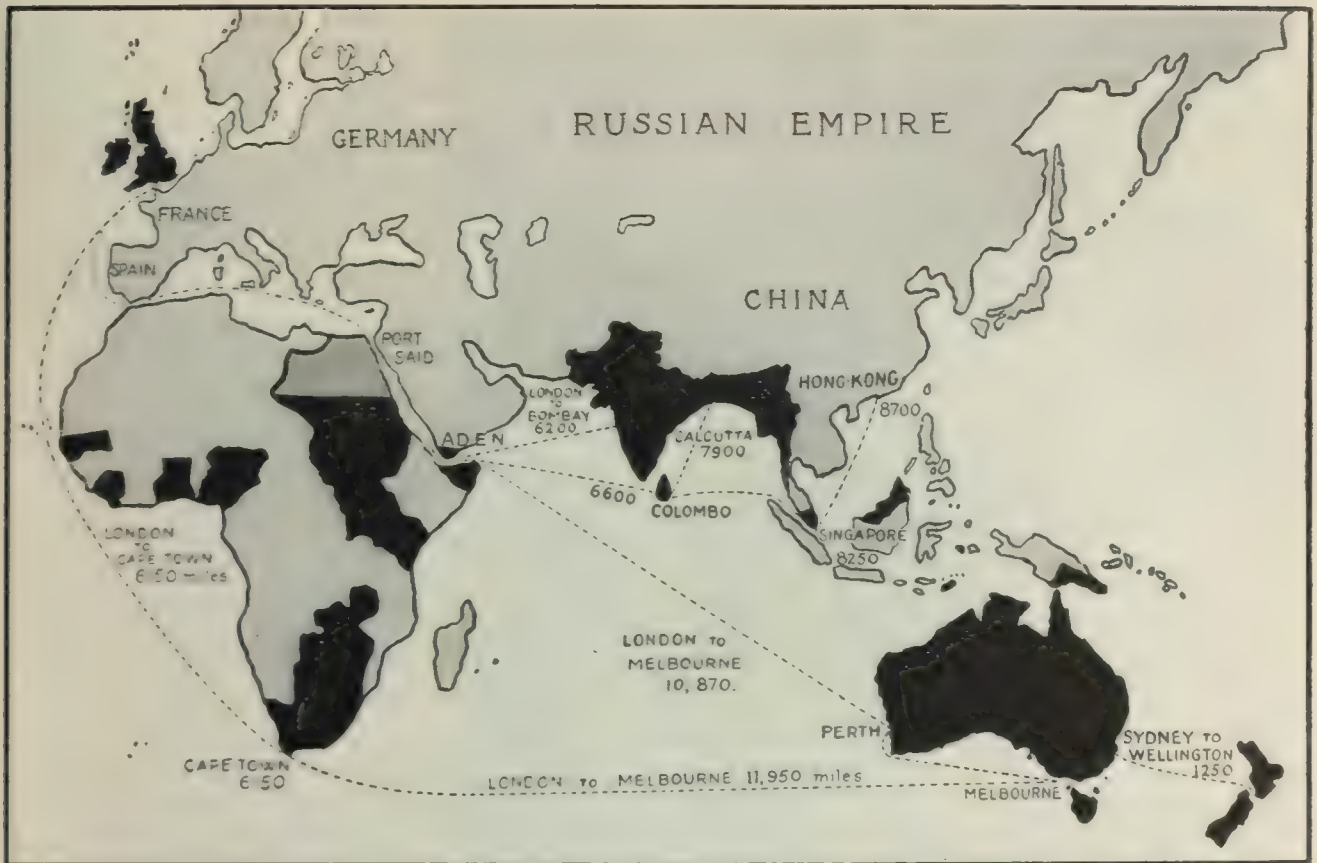 RUSSIAN EMPIRE
GERMANY
FRANCE
SPAIN
CHINA
PORT
SAID
HONG-KONG
8700
LONDON
TO
BOMBAY
6200
ADEN
CALCUTTA
7900
6600
COLOMBO
SINGAPORE
8250
LONDON
TO
CAPE TOWN
miles
LONDON TO
MELBOURNE
10,870.
PERTH
SYDNEY TO
WELLINGTON
1250
CAPE TOWN
LONDON TO MELBOURNE 11,950 miles
MELBOURNE